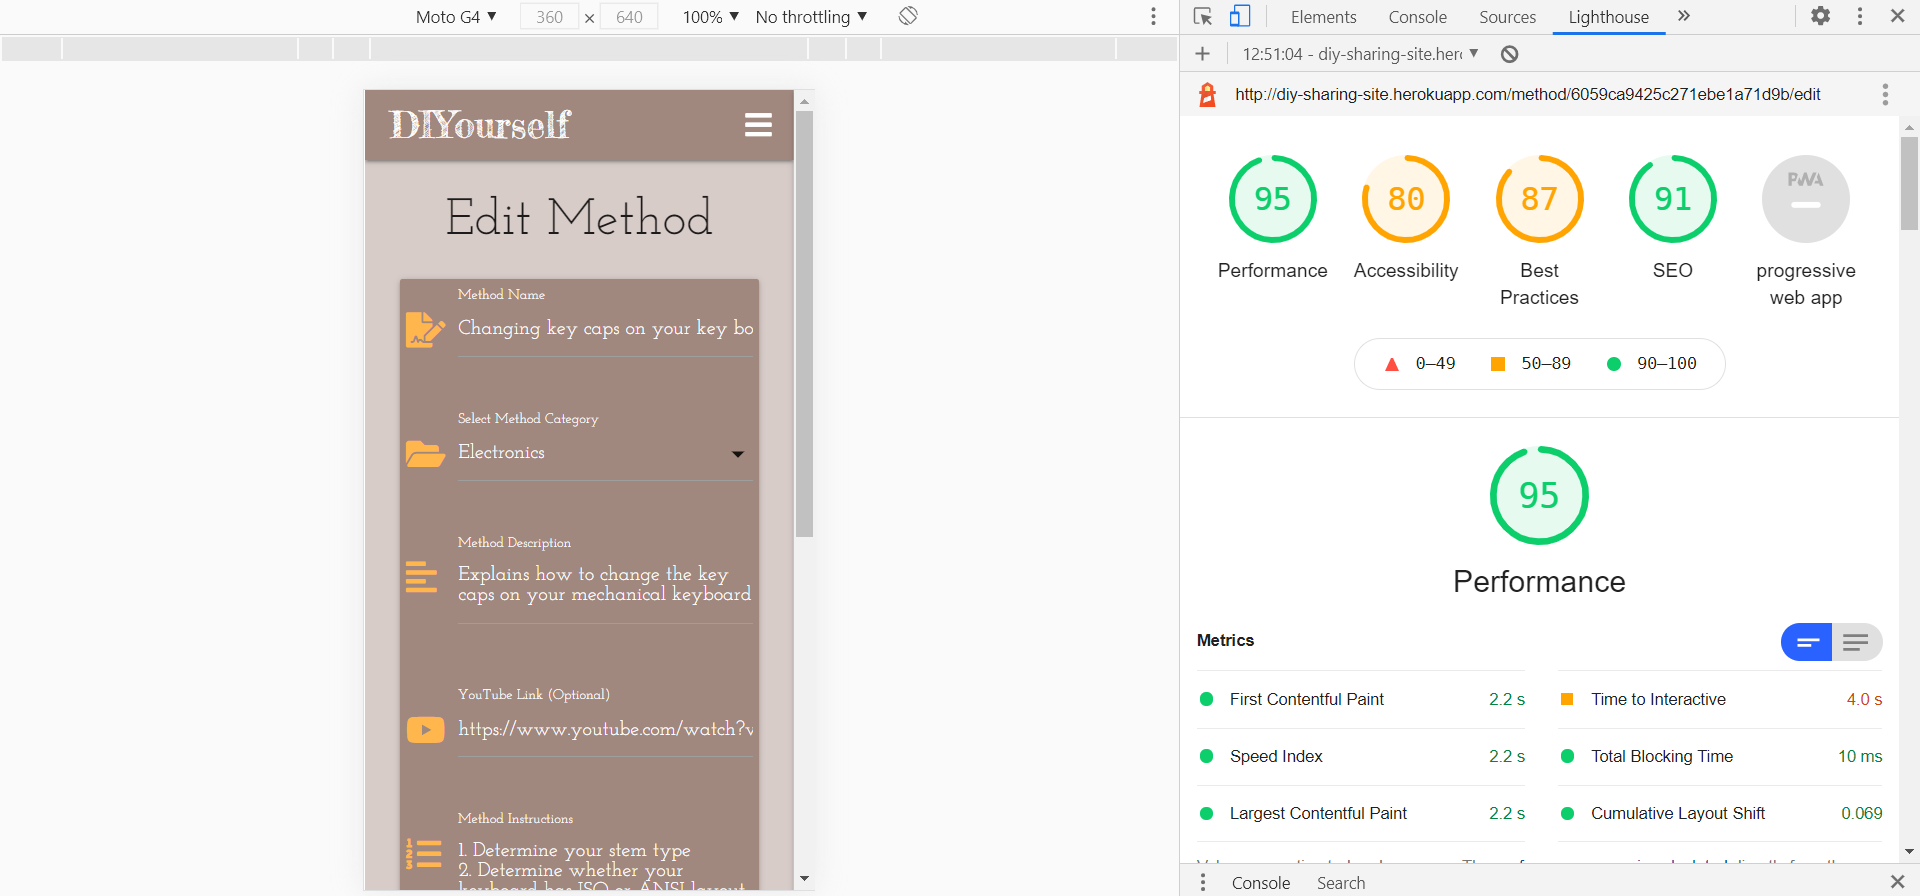 Moto G4 ▼ 360 × 640 100% ▼ No throttling ▼
DIYourself
Edit Method
Method Name
Changing key caps on your key bo
Select Method Category
Electronics
Method Description
Explains how to change the key
caps on your mechanical keyboard
YouTube Link (Optional)
https://www.youtube.com/watch?v
Method Instructions
1. Determine your stem type
2. Determine whether your
keyboard has ISO or ANSI layout
Elements Console Sources Lighthouse »
12:51:04 - diy-sharing-site.her
http://diy-sharing-site.herokuapp.com/method/6059ca9425c271ebe1a71d9b/edit
95 80 87 91 PWA
Performance Accessibility Best Practices SEO progressive web app
0–49 50–89 90–100
95
Performance
Metrics
First Contentful Paint 2.2 s
Time to Interactive 4.0 s
Speed Index 2.2 s
Total Blocking Time 10 ms
Largest Contentful Paint 2.2 s
Cumulative Layout Shift 0.069
Console Search